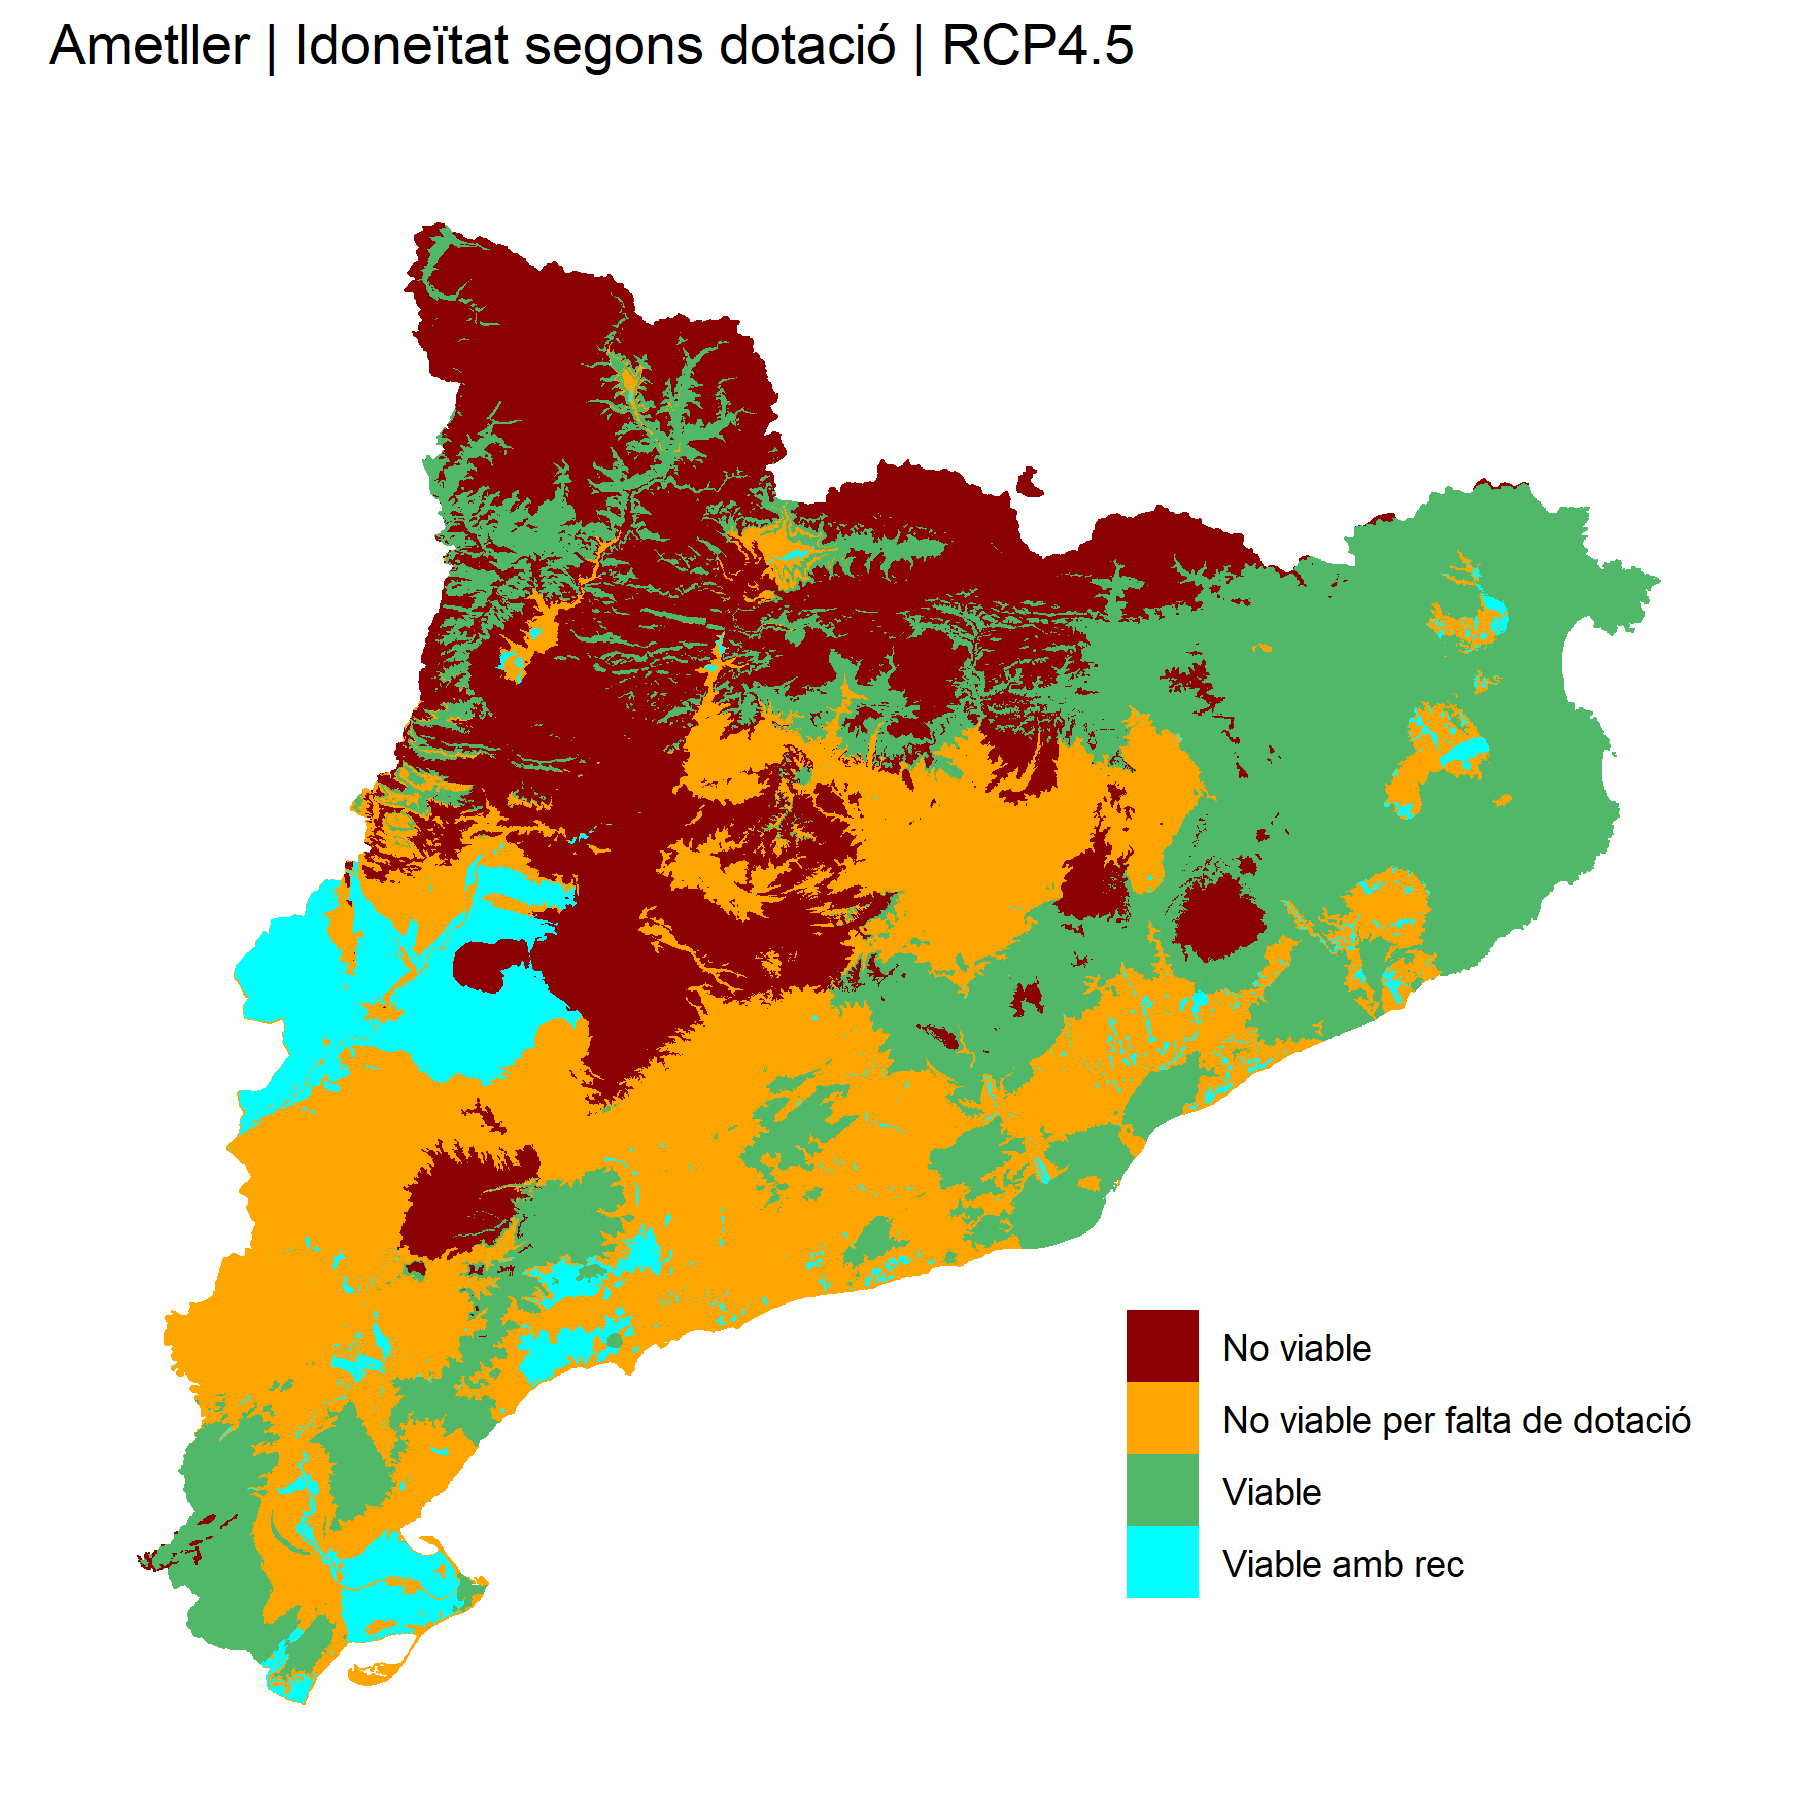 Ametller | Idoneïtat segons dotació | RCP4.5
No viable
No viable per falta de dotació
Viable
Viable amb rec